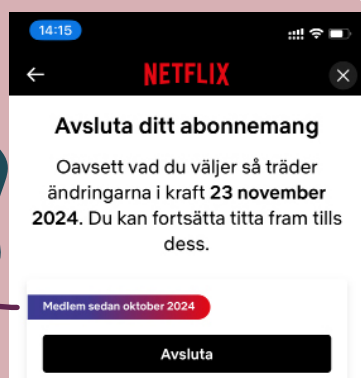 14:15
NETFLIX
Avsluta ditt abonnemang
Oavsett vad du väljer så träder
ändringarna i kraft 23 november
2024. Du kan fortsätta titta fram tills
dess.
Medlem sedan oktober 2024
Avsluta